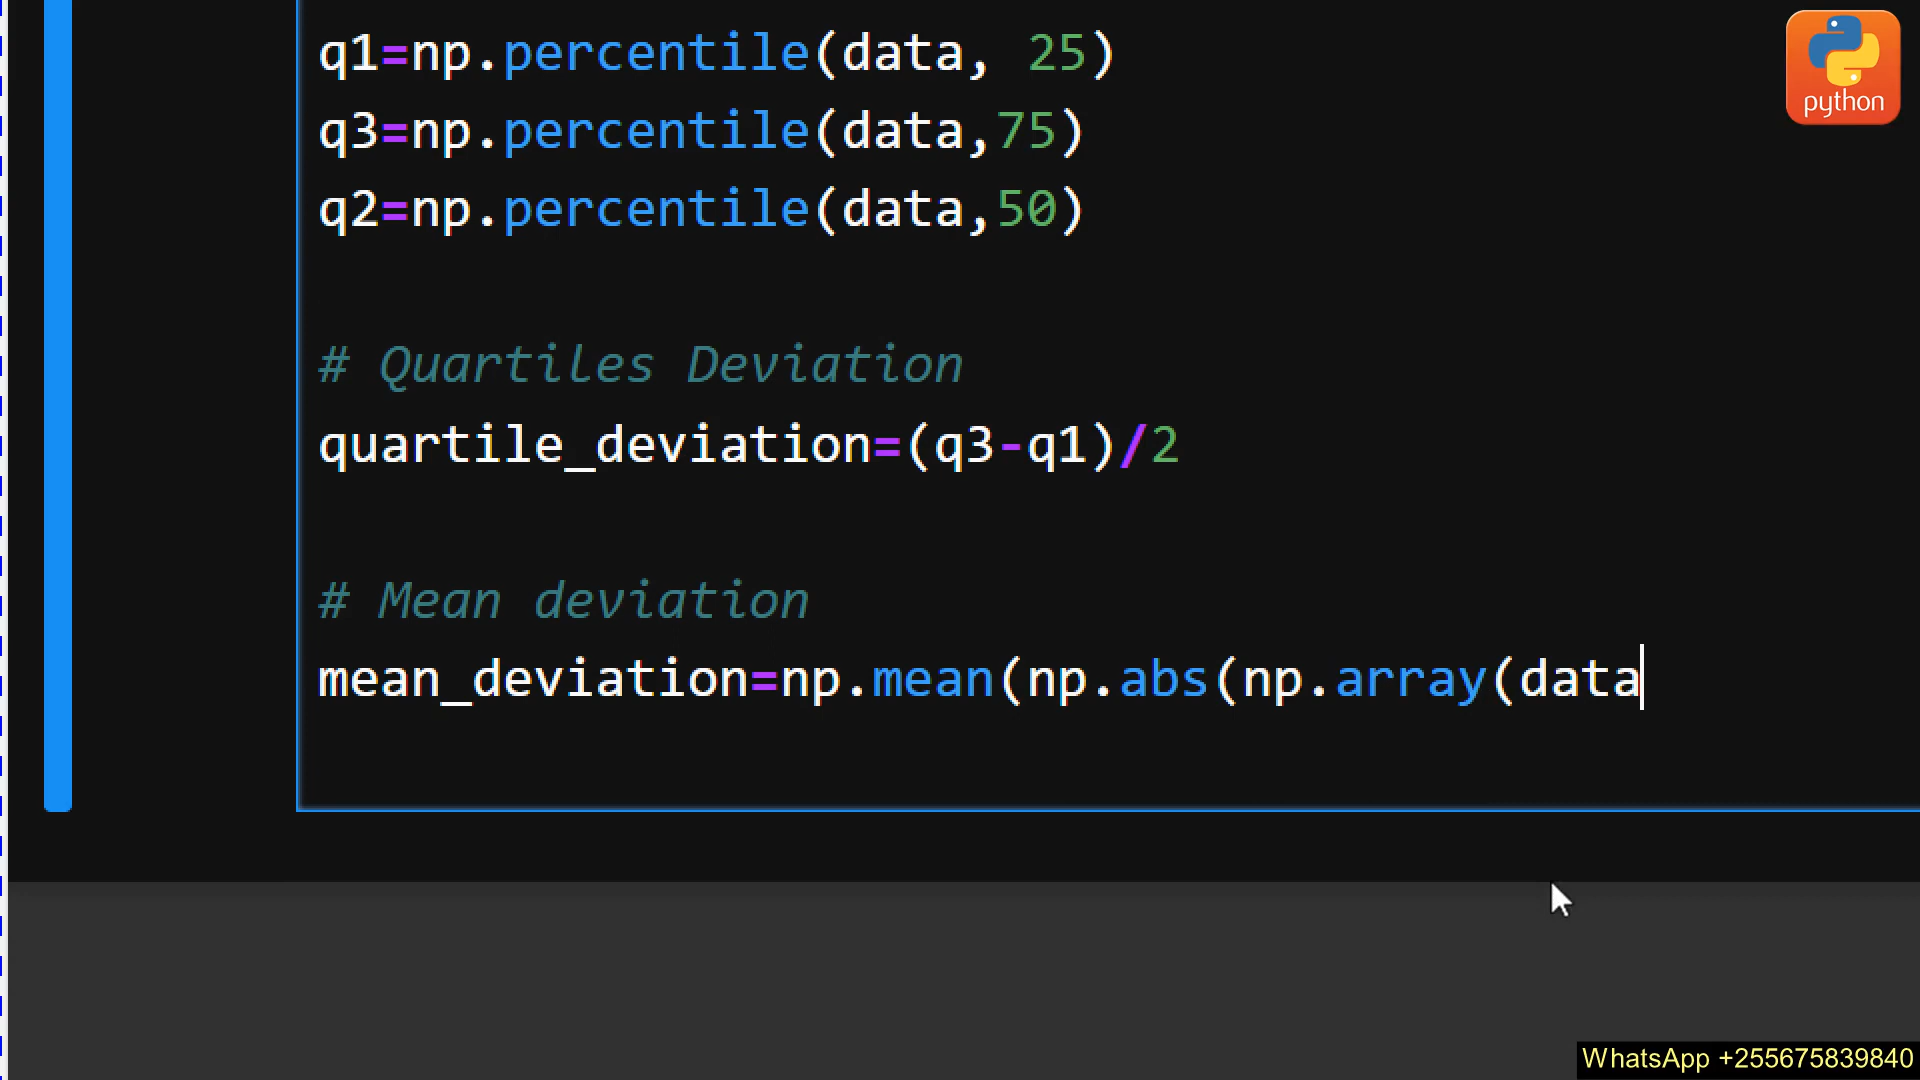 q1=np.percentile(data, 25)
python
q3=np.percentile(data,75)
q2=np.percentile(data,50)
# Quartiles Deviation
quartile_deviation=(q3-q1)/2
# Mean deviation
mean_deviation=np.mean(np.abs(np.array(data
WhatsApp +255675839840